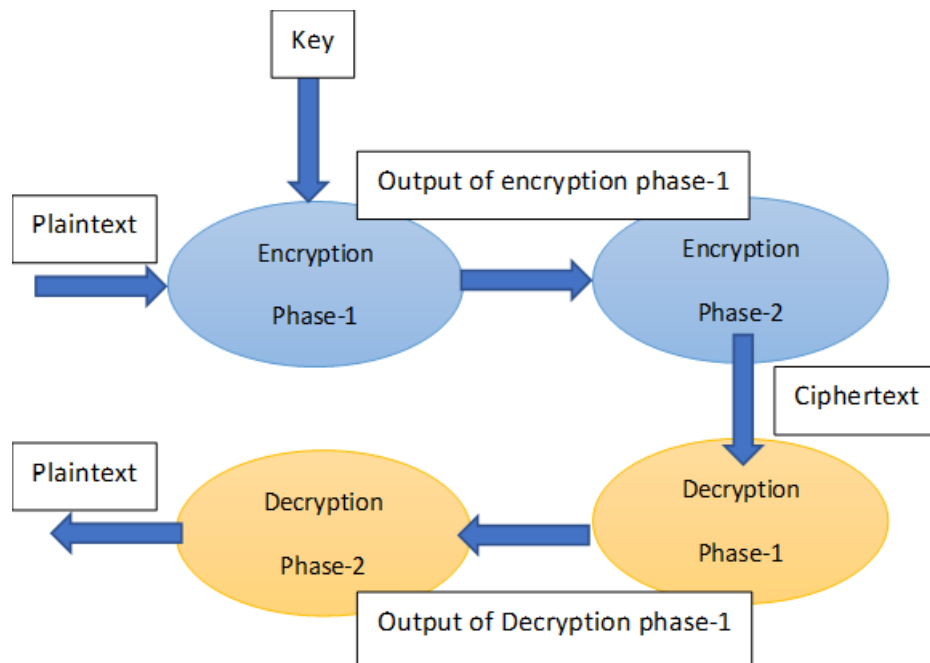 Key
Output of encryption phase-1
Plaintext
Encryption
Phase-1
Encryption
Phase-2
Ciphertext
Plaintext
Decryption
Phase-2
Decryption
Phase-1
Output of Decryption phase-1